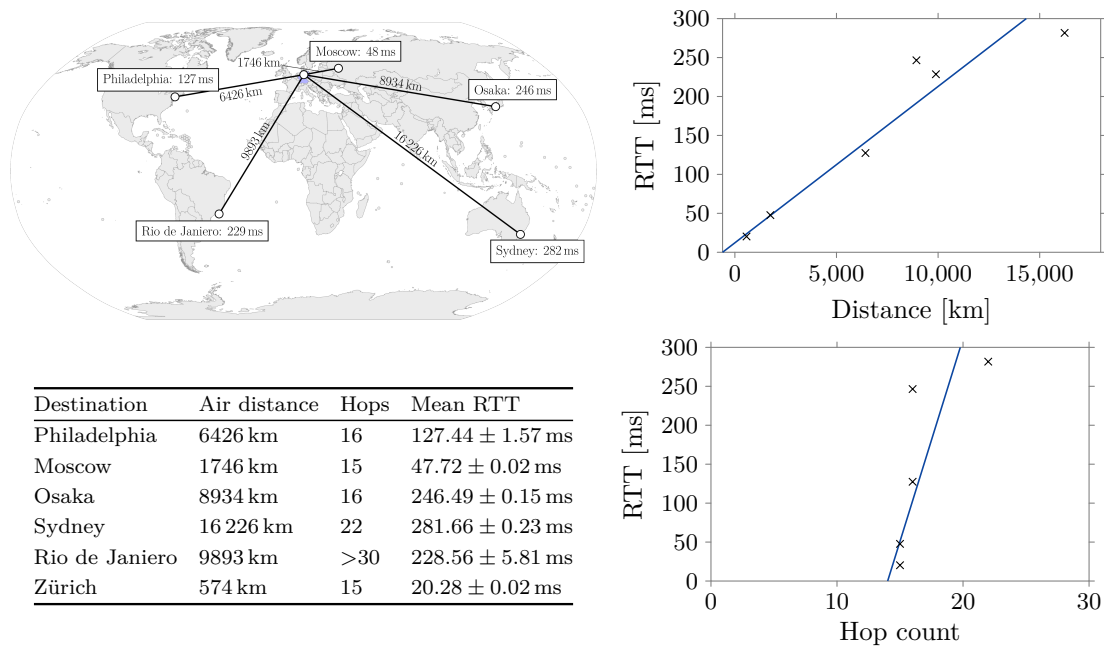 Moscow: 48 ms
1746 km
Philadelphia: 127 ms
6426 km
8934 km
Osaka: 246 ms
9893 km
16 226 km
Rio de Janiero: 229 ms
Sydney: 282 ms
300
250
200
150
100
50
0
RTT [ms]
0
5,000
10,000
15,000
Distance [km]
Destination Air distance Hops Mean RTT
Philadelphia 6426 km 16 127.44 ± 1.57 ms
Moscow 1746 km 15 47.72 ± 0.02 ms
Osaka 8934 km 16 246.49 ± 0.15 ms
Sydney 16 226 km 22 281.66 ± 0.23 ms
Rio de Janiero 9893 km >30 228.56 ± 5.81 ms
Zürich 574 km 15 20.28 ± 0.02 ms
300
250
200
150
100
50
0
RTT [ms]
0
10
20
30
Hop count